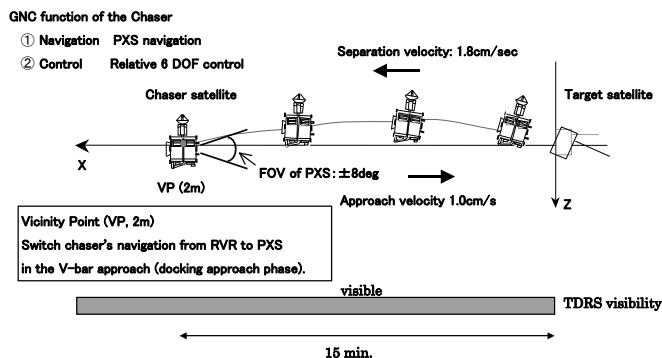 GNC function of the Chaser
① Navigation PXS navigation
② Control Relative 6 DOF control
Separation velocity: 1.8cm/sec
Chaser satellite
Target satellite
X
FOV of PXS: ±8deg
VP (2m)
Approach velocity 1.0cm/s
Z
Vicinity Point (VP, 2m)
Switch chaser's navigation from RVR to PXS
in the V-bar approach (docking approach phase).
visible
TDRS visibility
15 min.